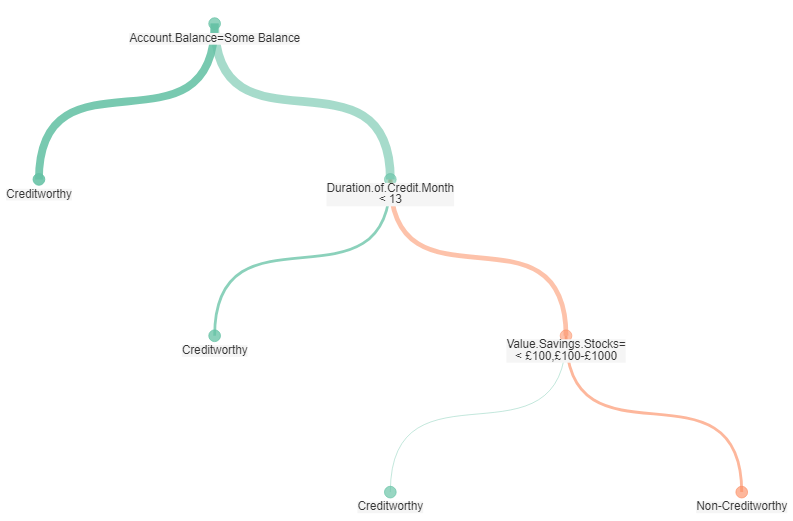 Account.Balance=Some Balance
Creditworthy
Duration.of.Credit.Month
< 13
Creditworthy
Value.Savings.Stocks=
< £100,£100-£1000
Creditworthy
Non-Creditworthy